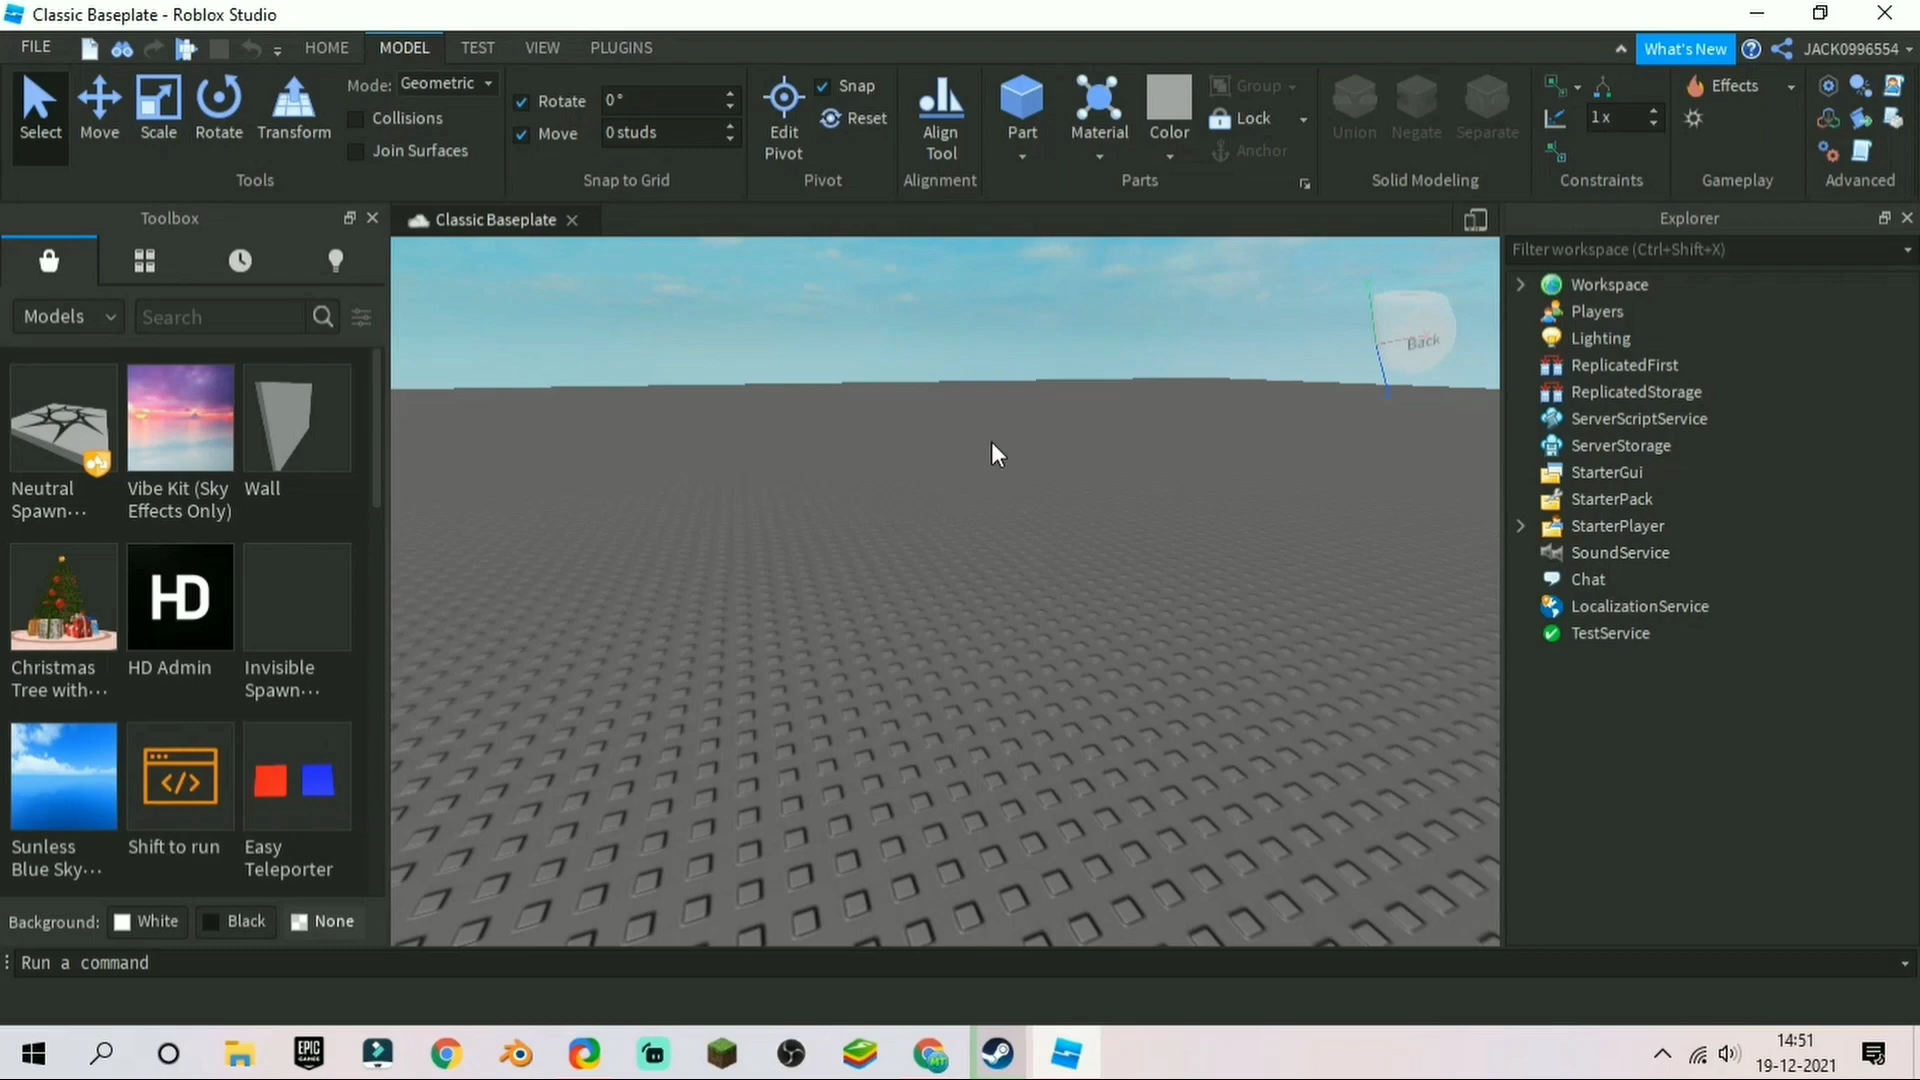 Classic Baseplate - Roblox Studio
FILE
HOME
MODEL
TEST
VIEW
PLUGINS
What's New
JACK0996554
Select
Move
Scale
Rotate
Transform
Mode: Geometric
Collisions
Join Surfaces
Tools
Rotate 0 °
Move 0 studs
Snap to Grid
Edit
Pivot
Snap
Reset
Pivot
Align
Tool
Alignment
Part
Material
Color
Group
Lock
Anchor
Parts
Union
Negate
Separate
Solid Modeling
1 x
Constraints
Effects
Gameplay
Advanced
Toolbox
Models
Search
Neutral
Spawn...
Vibe Kit (Sky
Effects Only)
Wall
Christmas
Tree with...
HD
HD Admin
Invisible
Spawn...
Sunless
Blue Sky...
</>
Shift to run
Easy
Teleporter
Background: White Black None
Classic Baseplate
Back
Explorer
Filter workspace (Ctrl+Shift+X)
Workspace
Players
Lighting
ReplicatedFirst
ReplicatedStorage
ServerScriptService
ServerStorage
StarterGui
StarterPack
StarterPlayer
SoundService
Chat
LocalizationService
TestService
Run a command
EPIC
GAMES
MT
14:51
19-12-2021